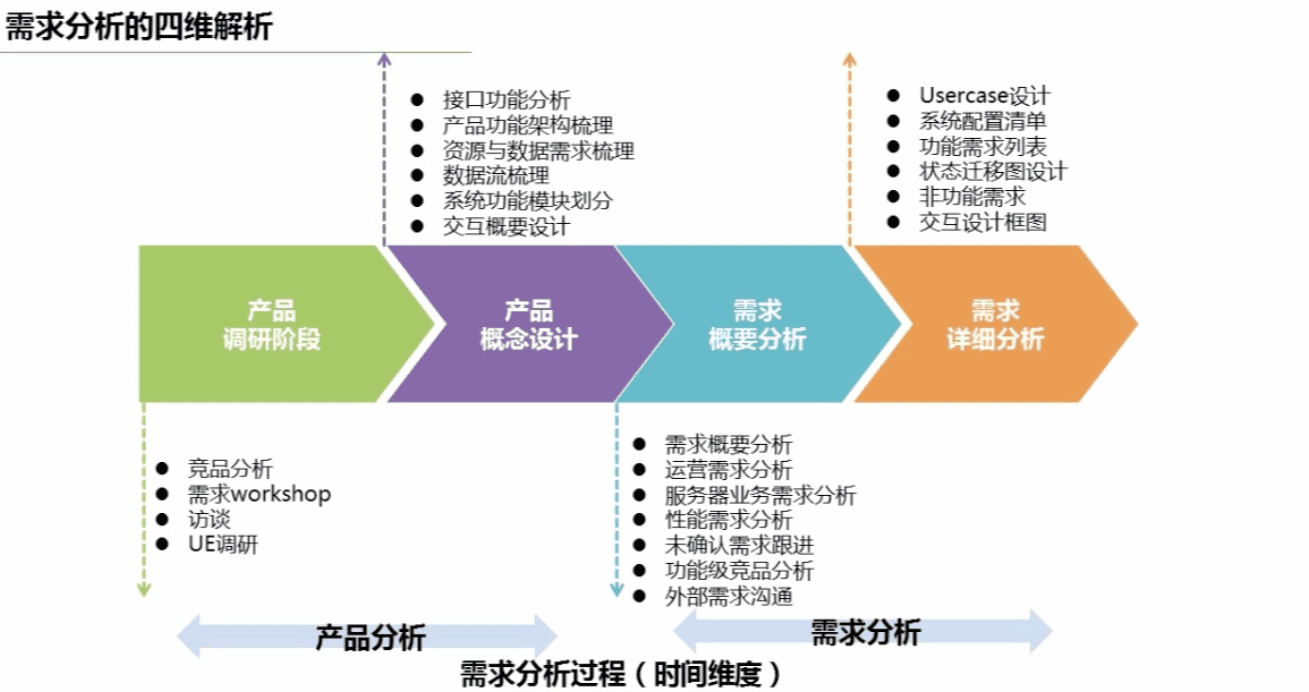 需求分析的四维解析
接口功能分析
产品功能架构梳理
资源与数据需求梳理
数据流梳理
系统功能模块划分
交互概要设计
Usercase设计
系统配置清单
功能需求列表
状态迁移图设计
非功能需求
交互设计框图
产品
调研阶段
产品
概念设计
需求
概要分析
需求
详细分析
竞品分析
需求workshop
访谈
UE调研
需求概要分析
运营需求分析
服务器业务需求分析
性能需求分析
未确认需求跟进
功能级竞品分析
外部需求沟通
产品分析
需求分析
需求分析过程（时间维度）